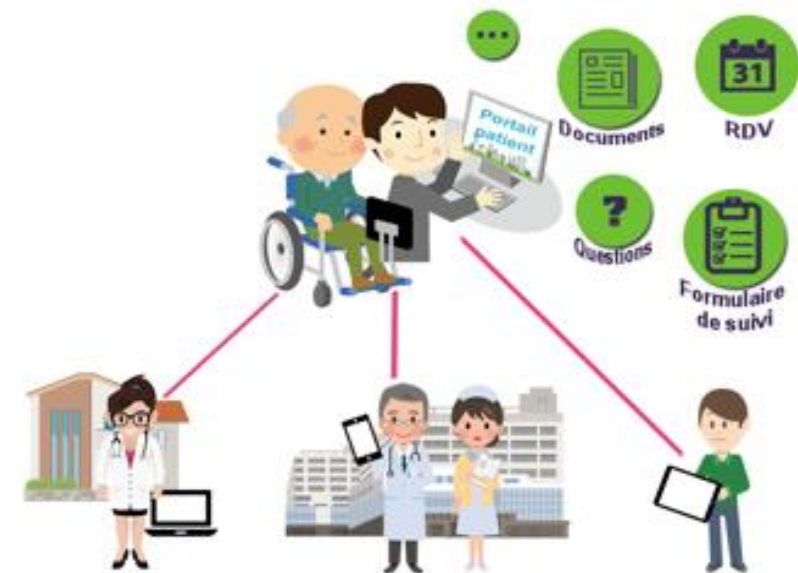 ...
Portail
patient
Documents
31
RDV
?
Questions
Formulaire
de suivi